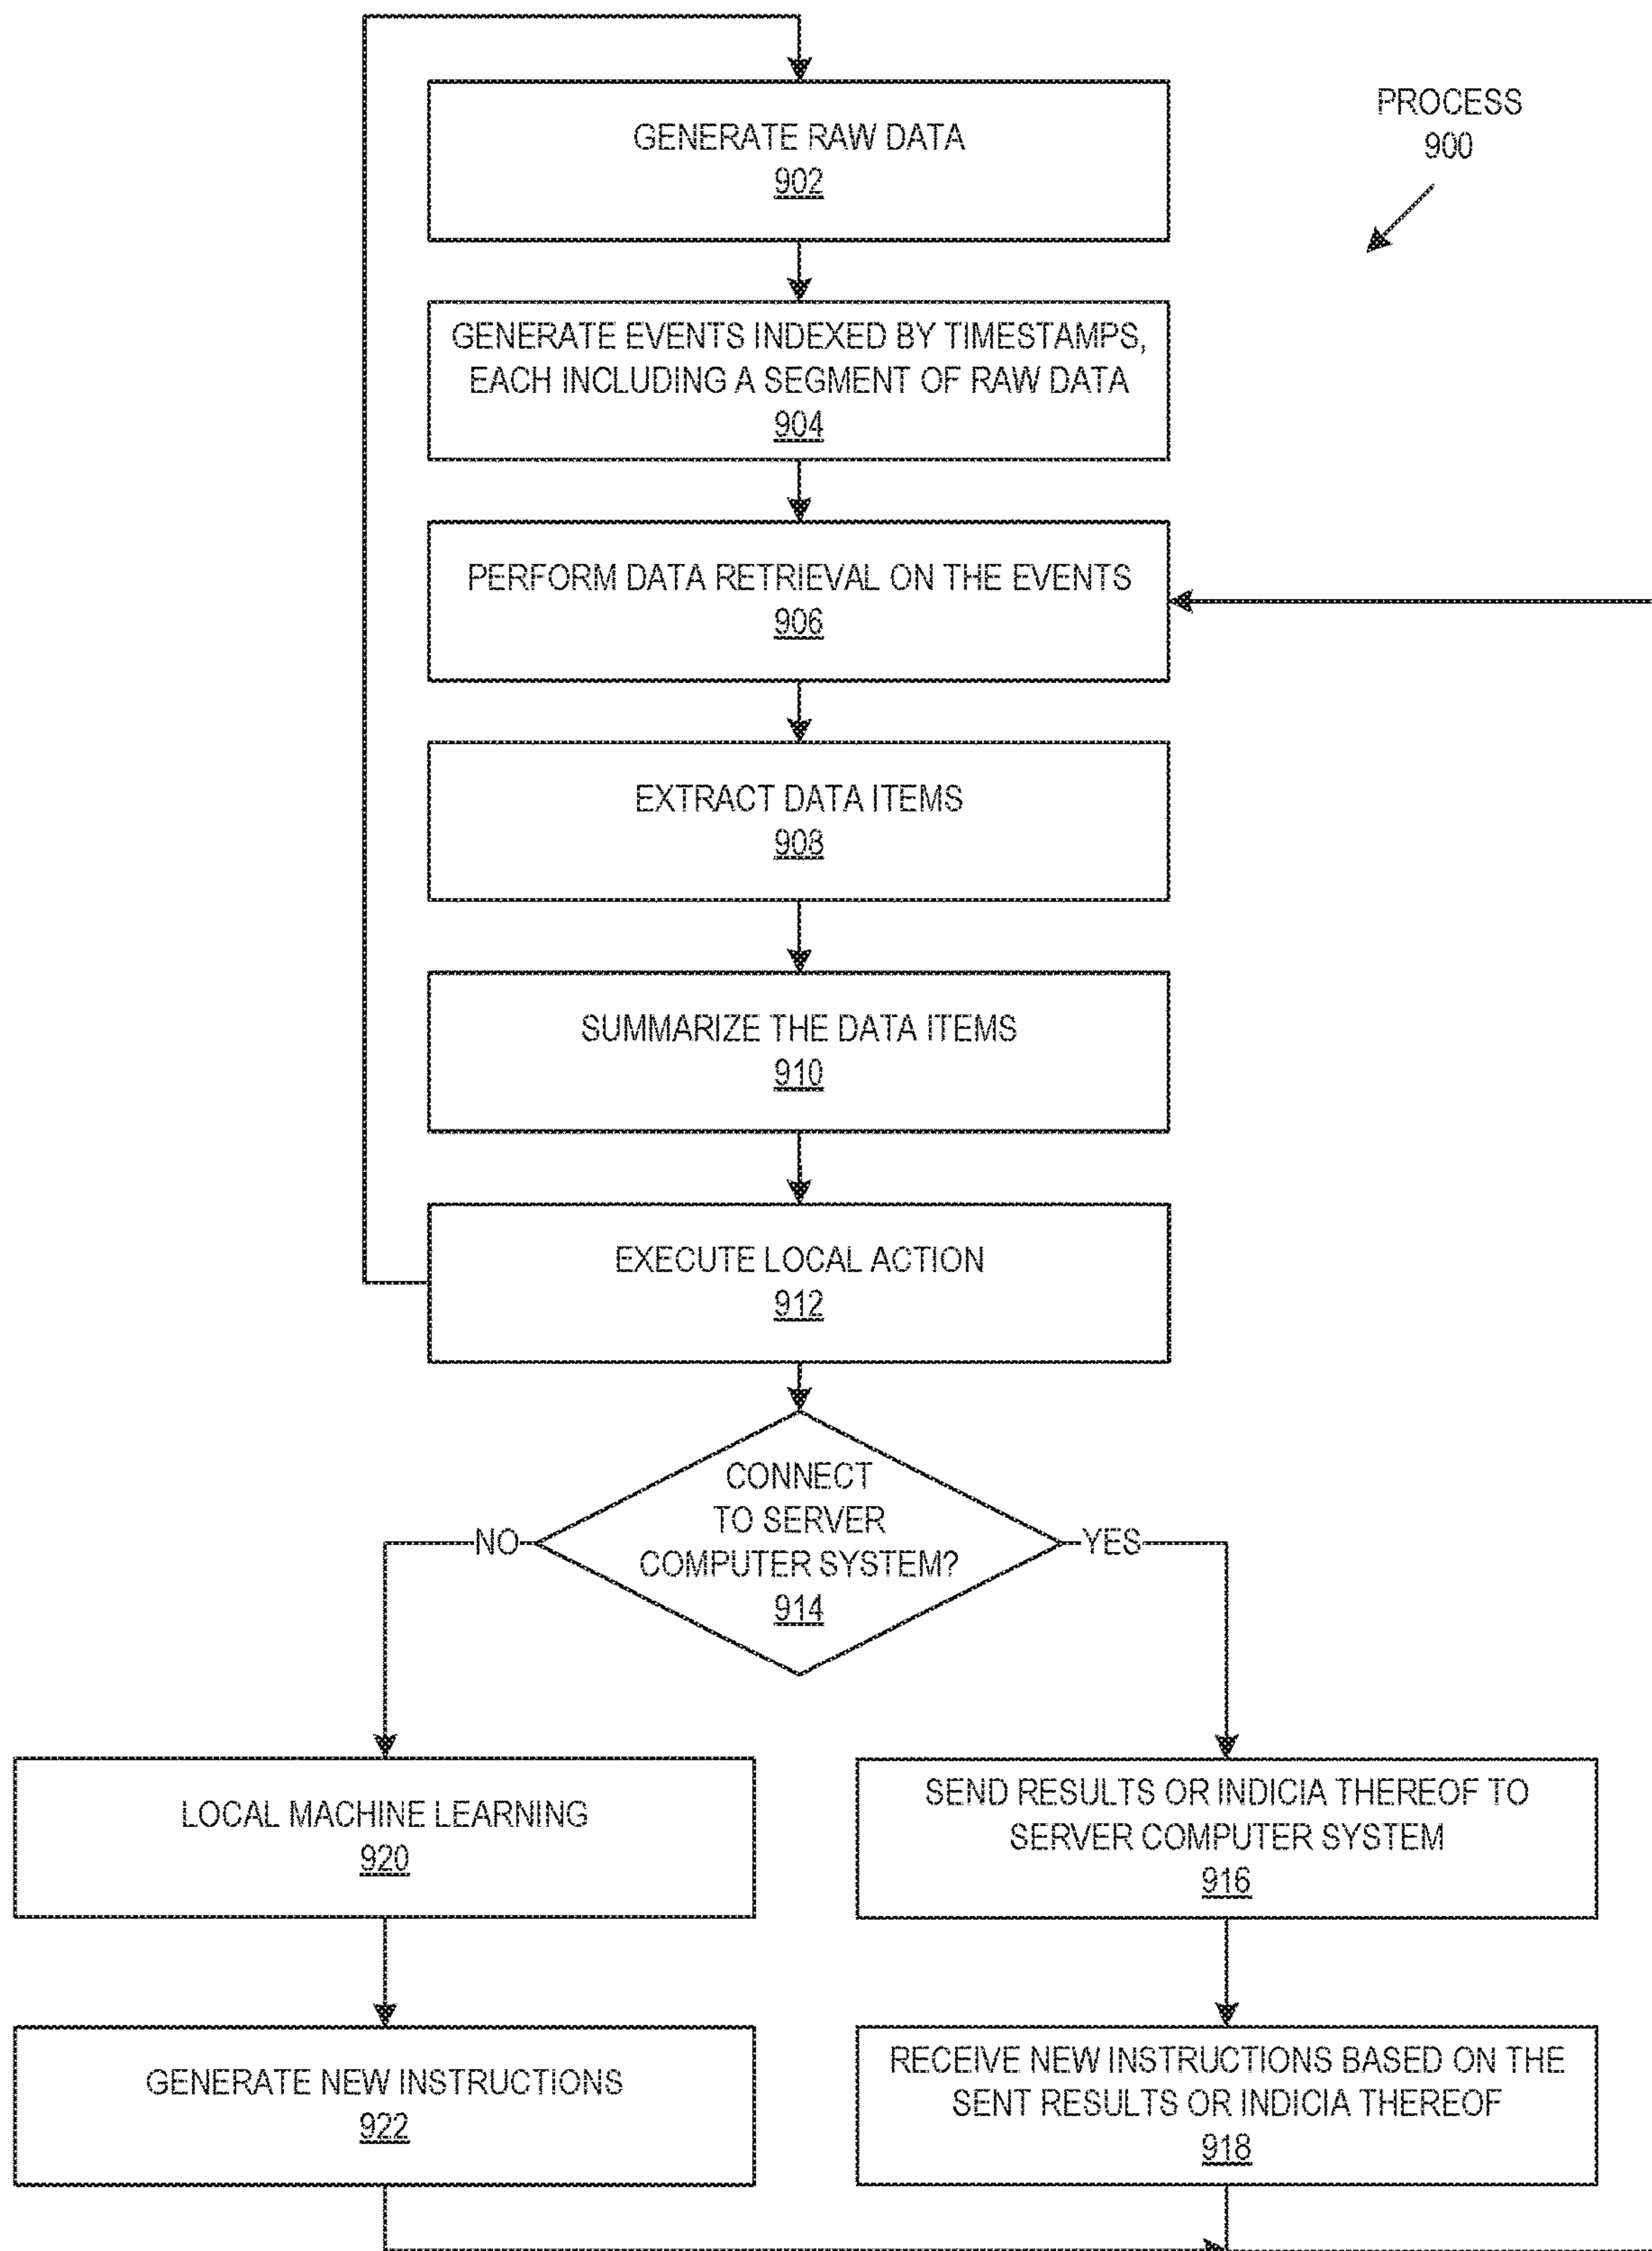 PROCESS
900
GENERATE RAW DATA
902
GENERATE EVENTS INDEXED BY TIMESTAMPS,
EACH INCLUDING A SEGMENT OF RAW DATA
904
PERFORM DATA RETRIEVAL ON THE EVENTS
906
EXTRACT DATA ITEMS
908
SUMMARIZE THE DATA ITEMS
910
EXECUTE LOCAL ACTION
912
CONNECT
TO SERVER
COMPUTER SYSTEM?
914
NO
YES
LOCAL MACHINE LEARNING
920
SEND RESULTS OR INDICIA THEREOF TO
SERVER COMPUTER SYSTEM
916
GENERATE NEW INSTRUCTIONS
922
RECEIVE NEW INSTRUCTIONS BASED ON THE
SENT RESULTS OR INDICIA THEREOF
918